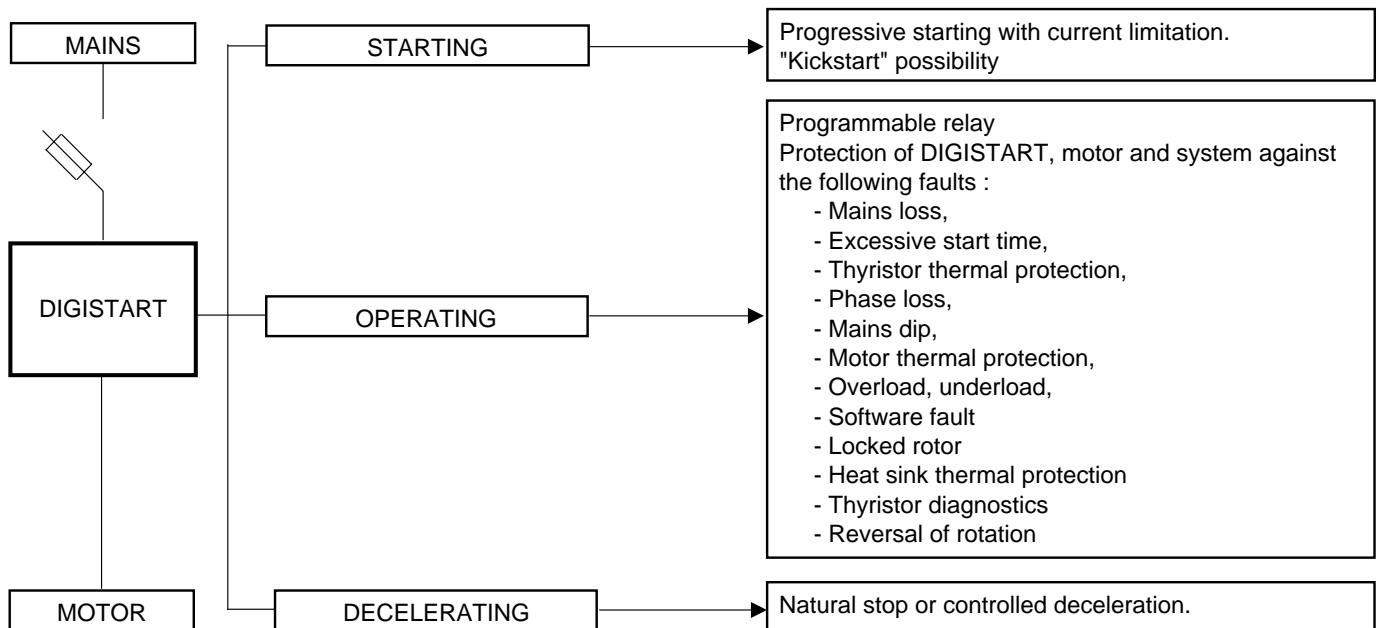 MAINS
STARTING
Progressive starting with current limitation.
"Kickstart" possibility
DIGISTART
OPERATING
Programmable relay
Protection of DIGISTART, motor and system against
the following faults :
- Mains loss,
- Excessive start time,
- Thyristor thermal protection,
- Phase loss,
- Mains dip,
- Motor thermal protection,
- Overload, underload,
- Software fault
- Locked rotor
- Heat sink thermal protection
- Thyristor diagnostics
- Reversal of rotation
MOTOR
DECELERATING
Natural stop or controlled deceleration.